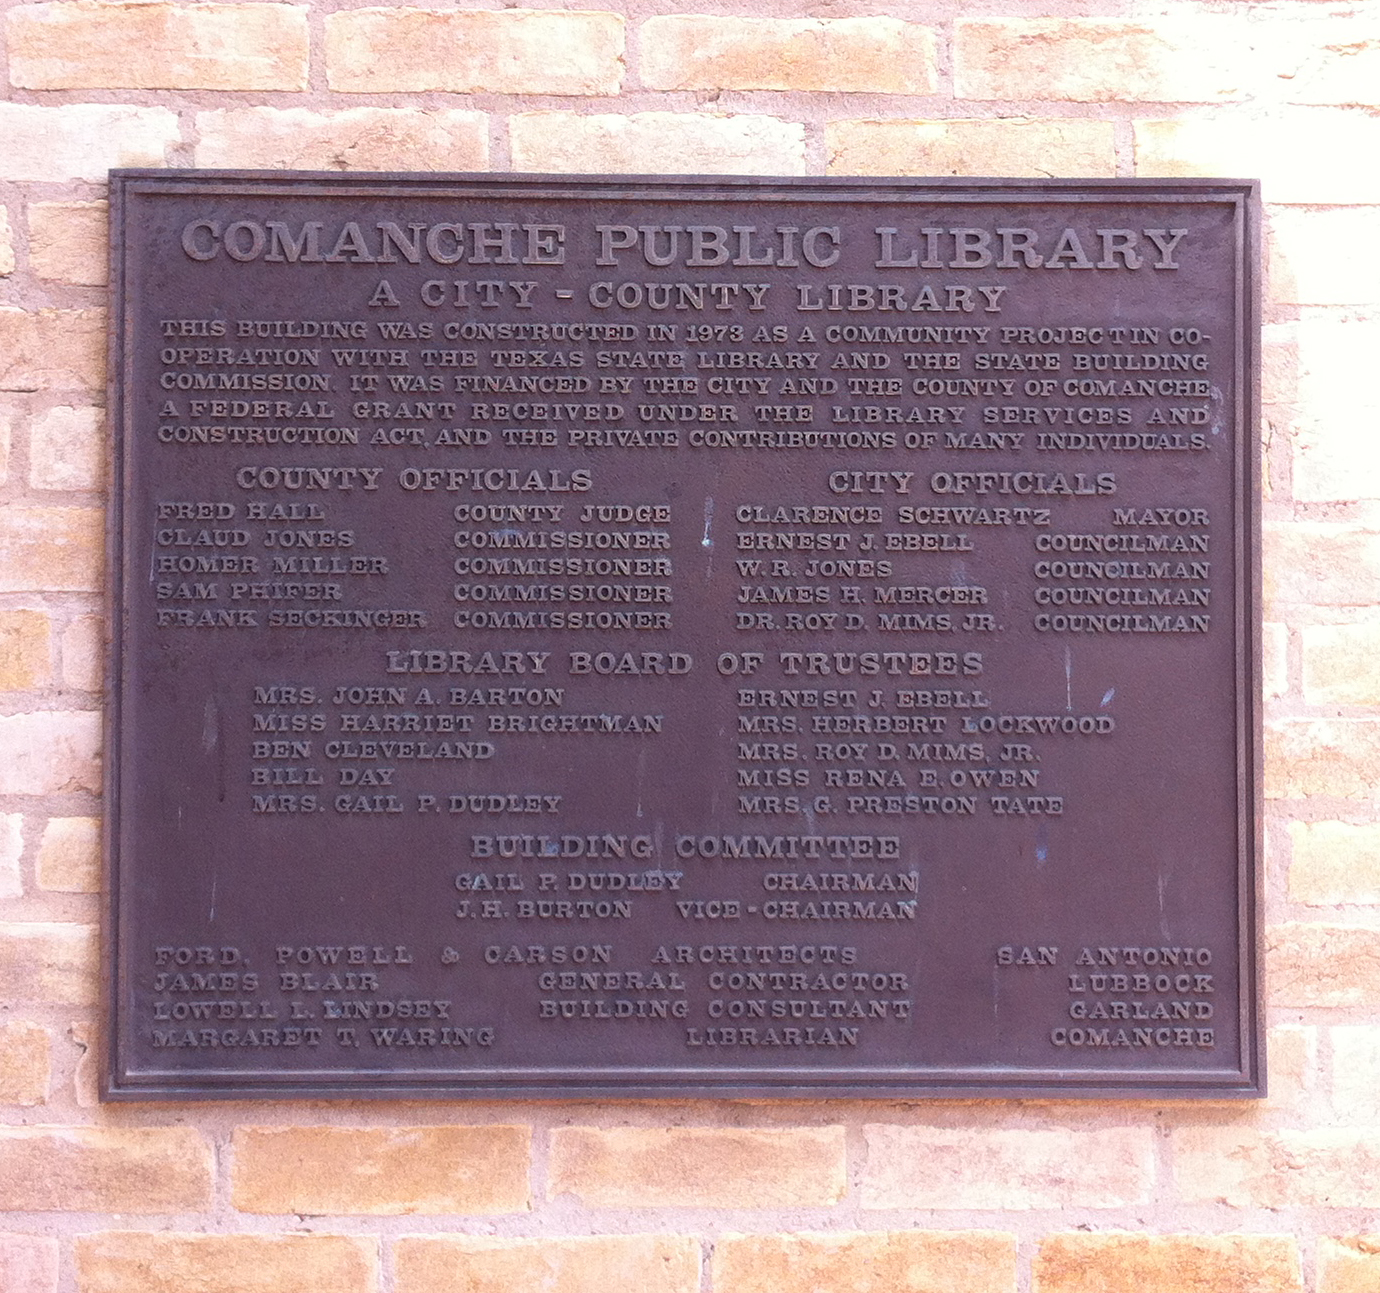 COMANCHE PUBLIC LIBRARY
A CITY - COUNTY LIBRARY
THIS BUILDING WAS CONSTRUCTED IN 1973 AS A COMMUNITY PROJECT IN CO-
OPERATION WITH THE TEXAS STATE LIBRARY AND THE STATE BUILDING
COMMISSION. IT WAS FINANCED BY THE CITY AND THE COUNTY OF COMANCHE,
A FEDERAL GRANT RECEIVED UNDER THE LIBRARY SERVICES AND
CONSTRUCTION ACT, AND THE PRIVATE CONTRIBUTIONS OF MANY INDIVIDUALS.
COUNTY OFFICIALS CITY OFFICIALS
FRED HALL COUNTY JUDGE CLARENCE SCHWARTZ MAYOR
CLAUD JONES COMMISSIONER ERNEST J. EBELL COUNCILMAN
HOMER MILLER COMMISSIONER W. R. JONES COUNCILMAN
SAM PHIFER COMMISSIONER JAMES H. MERCER COUNCILMAN
FRANK SECKINGER COMMISSIONER DR. ROY D. MIMS, JR. COUNCILMAN
LIBRARY BOARD OF TRUSTEES
MRS. JOHN A. BARTON ERNEST J. EBELL
MISS HARRIET BRIGHTMAN MRS. HERBERT LOCKWOOD
BEN CLEVELAND MRS. ROY D. MIMS, JR.
BILL DAY MISS RENA E. OWEN
MRS. GAIL P. DUDLEY MRS. G. PRESTON TATE
BUILDING COMMITTEE
GAIL P. DUDLEY CHAIRMAN
J. H. BURTON VICE - CHAIRMAN
FORD, POWELL & CARSON ARCHITECTS SAN ANTONIO
JAMES BLAIR GENERAL CONTRACTOR LUBBOCK
LOWELL L. LINDSEY BUILDING CONSULTANT GARLAND
MARGARET T. WARING LIBRARIAN COMANCHE